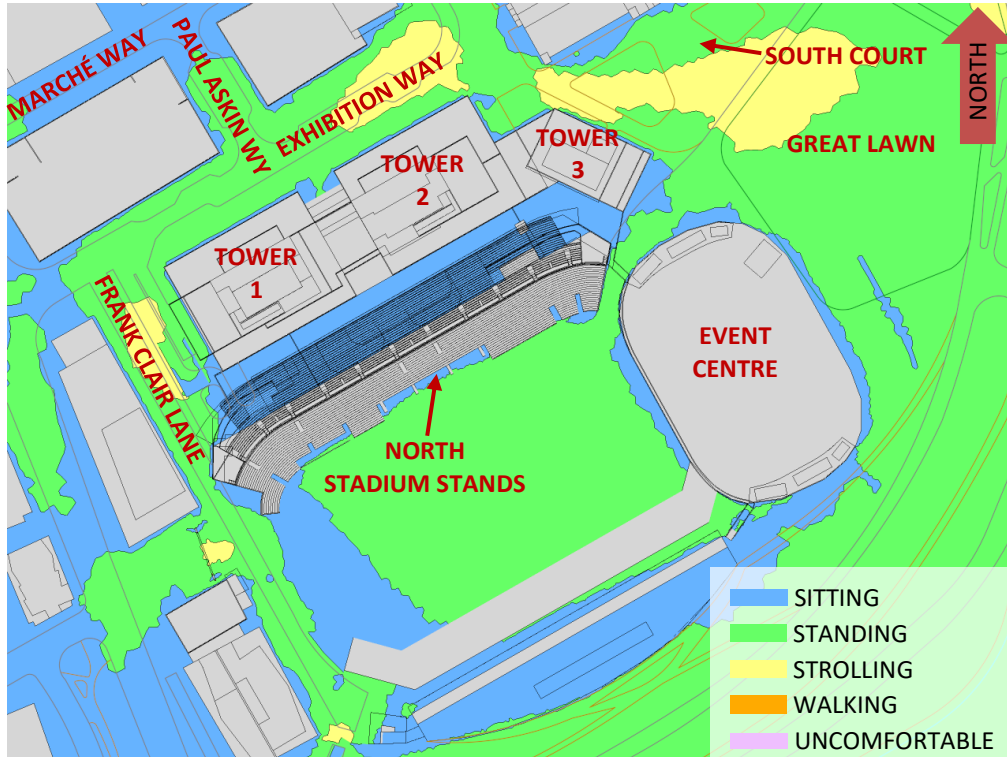 MARCHÉ WAY
PAUL ASKIN WY
EXHIBITION WAY
SOUTH COURT
NORTH
GREAT LAWN
TOWER
3
TOWER
2
TOWER
1
FRANK CLAIR LANE
EVENT
CENTRE
NORTH
STADIUM STANDS
SITTING
STANDING
STROLLING
WALKING
UNCOMFORTABLE